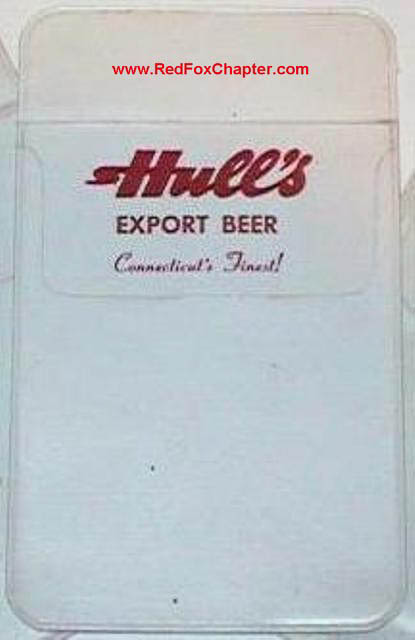 www.RedFoxChapter.com
Hull's
EXPORT BEER
Connecticut's Finest!